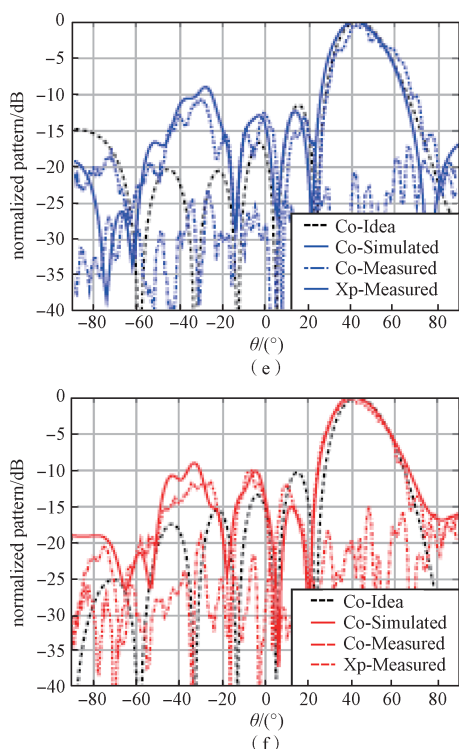 normalized pattern/dB
0
−5
−10
−15
−20
−25
−30
−35
−40
Co-Idea
Co-Simulated
Co-Measured
Xp-Measured
−80 −60 −40 −20 0 20 40 60 80
θ/(°)
( e )
normalized pattern/dB
0
−5
−10
−15
−20
−25
−30
−35
−40
Co-Idea
Co-Simulated
Co-Measured
Xp-Measured
−80 −60 −40 −20 0 20 40 60 80
θ/(°)
( f )